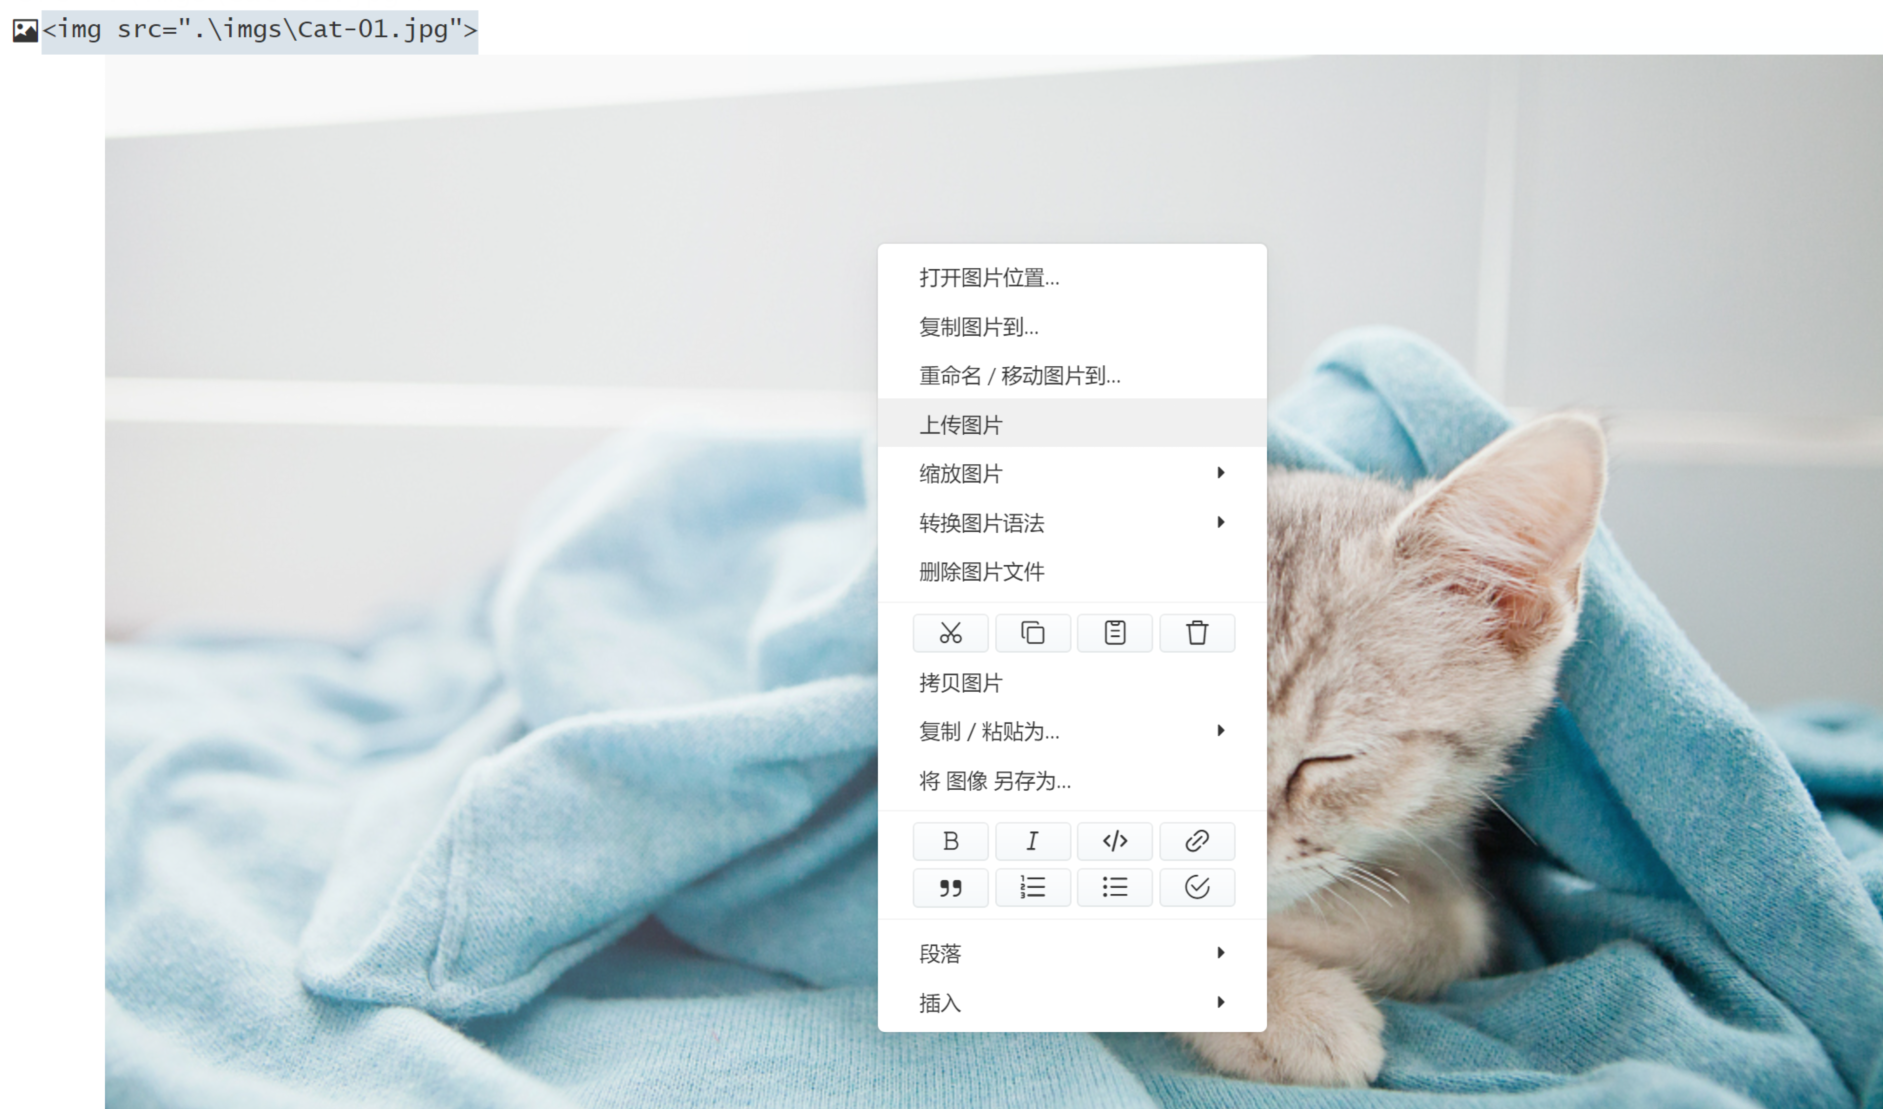 <img src=".\imgs\Cat-01.jpg">
打开图片位置...
复制图片到...
重命名 / 移动图片到...
上传图片
缩放图片
转换图片语法
删除图片文件
拷贝图片
复制 / 粘贴为...
将 图像 另存为...
B I </>
段落
插入